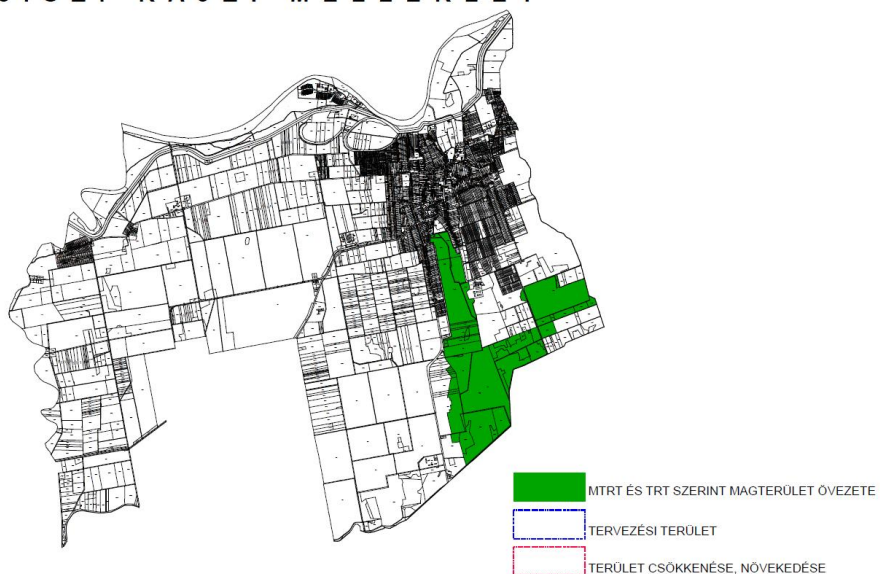 MTRT ÉS TRT SZERINT MAGTERÜLET ÖVEZETE
TERVEZÉSI TERÜLET
TERÜLET CSÖKKENÉSE, NÖVEKEDÉSE